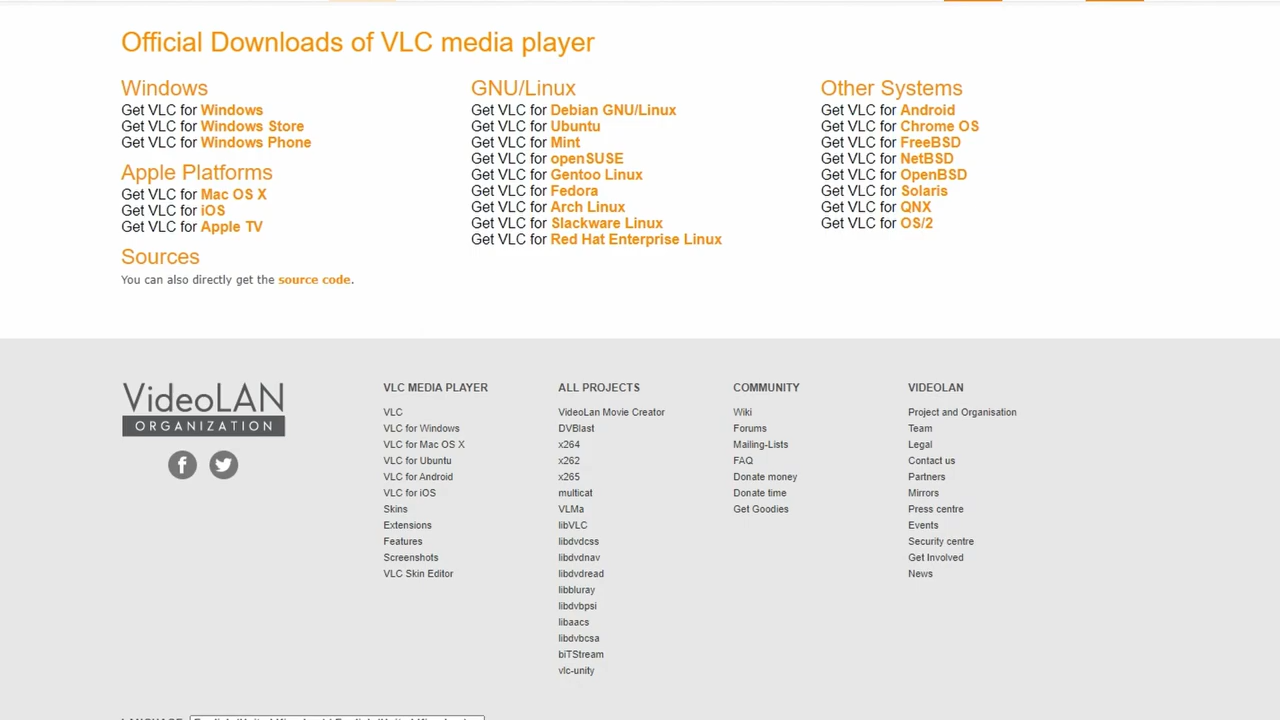 Official Downloads of VLC media player
Windows
Get VLC for Windows
Get VLC for Windows Store
Get VLC for Windows Phone
Apple Platforms
Get VLC for Mac OS X
Get VLC for iOS
Get VLC for Apple TV
Sources
You can also directly get the source code.
GNU/Linux
Get VLC for Debian GNU/Linux
Get VLC for Ubuntu
Get VLC for Mint
Get VLC for openSUSE
Get VLC for Gentoo Linux
Get VLC for Fedora
Get VLC for Arch Linux
Get VLC for Slackware Linux
Get VLC for Red Hat Enterprise Linux
Other Systems
Get VLC for Android
Get VLC for Chrome OS
Get VLC for FreeBSD
Get VLC for NetBSD
Get VLC for OpenBSD
Get VLC for Solaris
Get VLC for QNX
Get VLC for OS/2
VideoLAN
ORGANIZATION
VLC MEDIA PLAYER
VLC
VLC for Windows
VLC for Mac OS X
VLC for Ubuntu
VLC for Android
VLC for iOS
Skins
Extensions
Features
Screenshots
VLC Skin Editor
ALL PROJECTS
VideoLan Movie Creator
DVBlast
x264
x262
x265
multicat
VLMa
libVLC
libdvdcss
libdvdnav
libdvdread
libbluray
libdvbpsi
libaacs
libdvbcsa
biTStream
vlc-unity
COMMUNITY
Wiki
Forums
Mailing-Lists
FAQ
Donate money
Donate time
Get Goodies
VIDEOLAN
Project and Organisation
Team
Legal
Contact us
Partners
Mirrors
Press centre
Events
Security centre
Get Involved
News